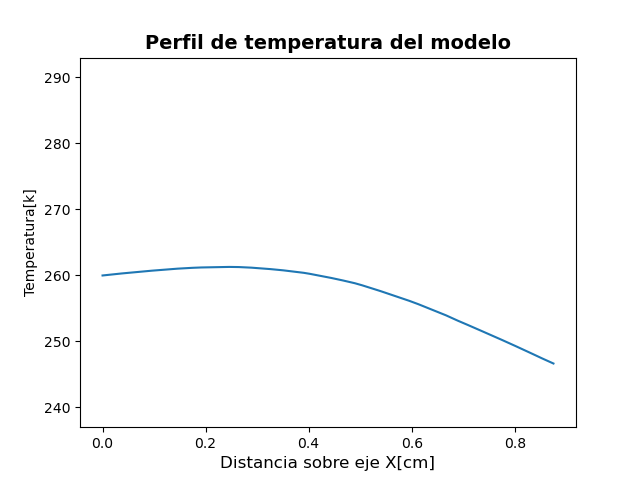 Perfil de temperatura del modelo
Temperatura[k]
290
280
270
260
250
240
0.0 0.2 0.4 0.6 0.8
Distancia sobre eje X[cm]